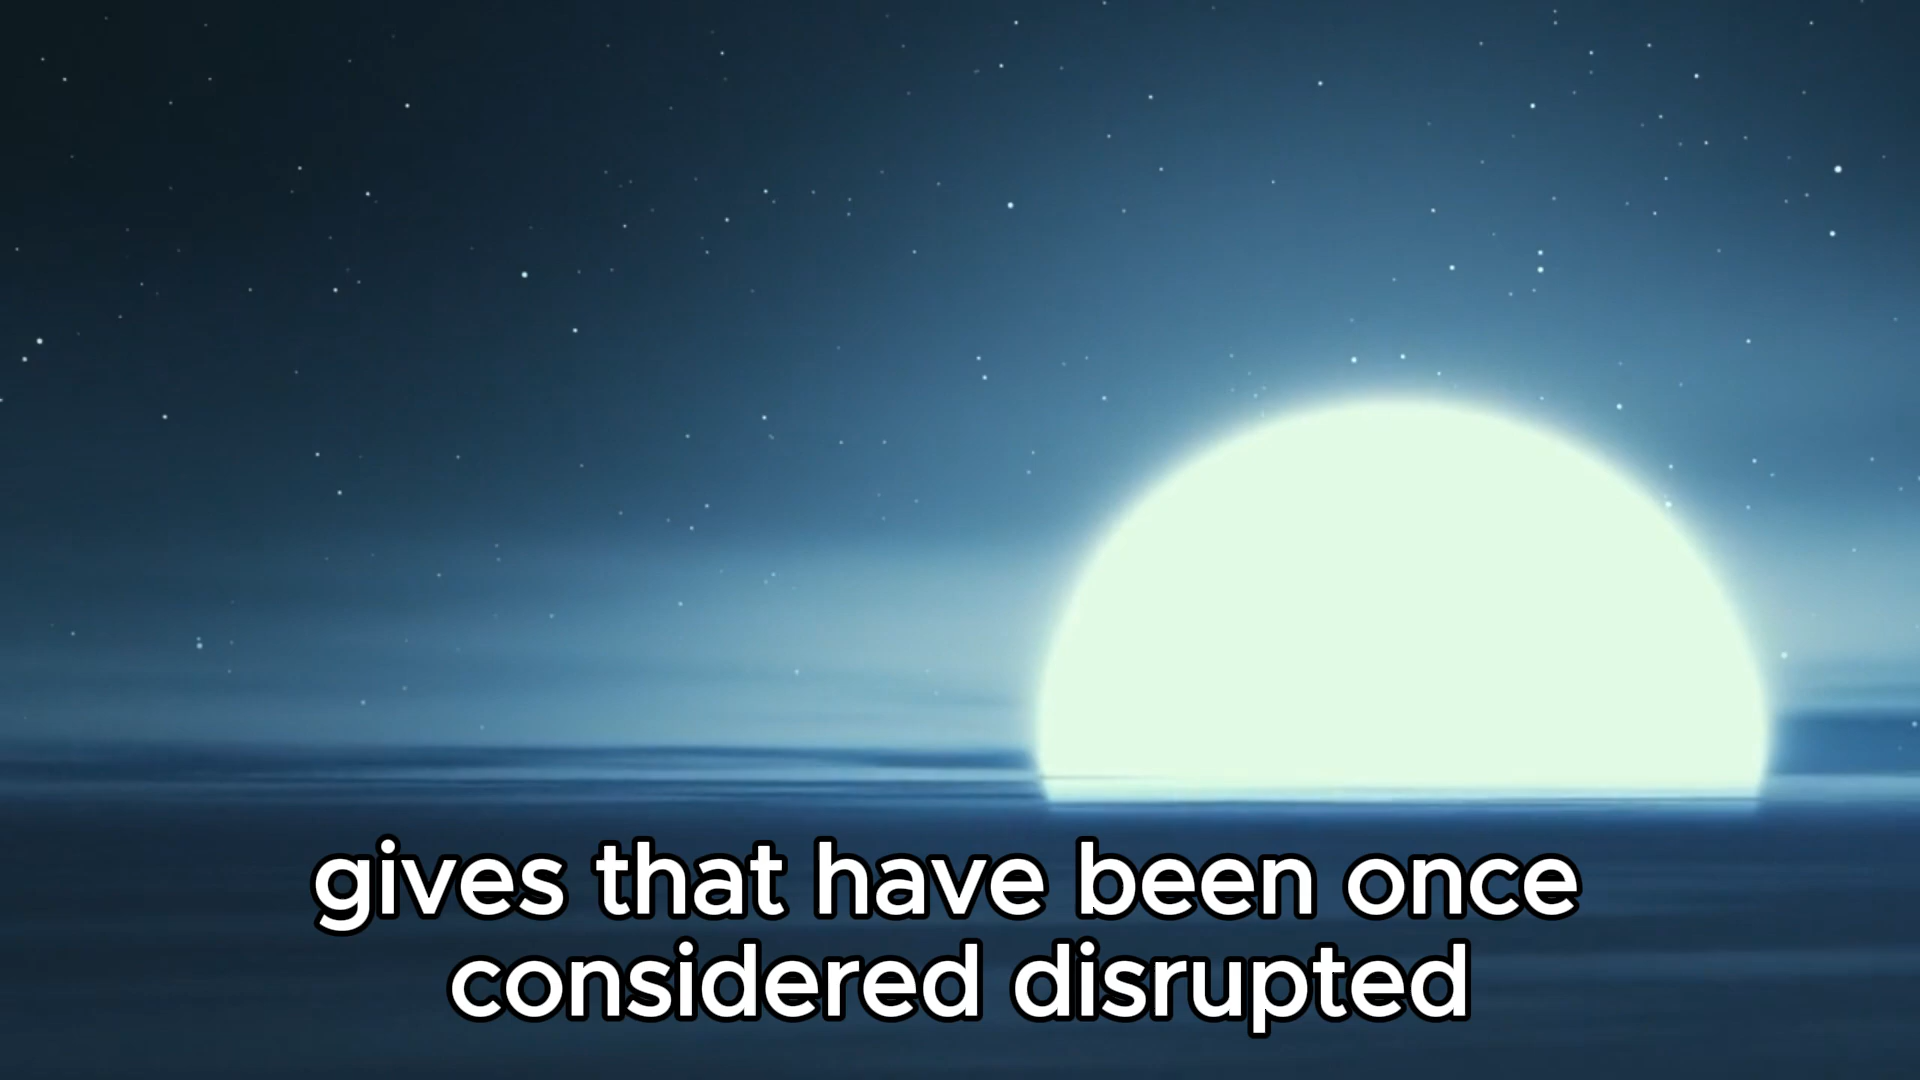 gives that have been once
considered disrupted